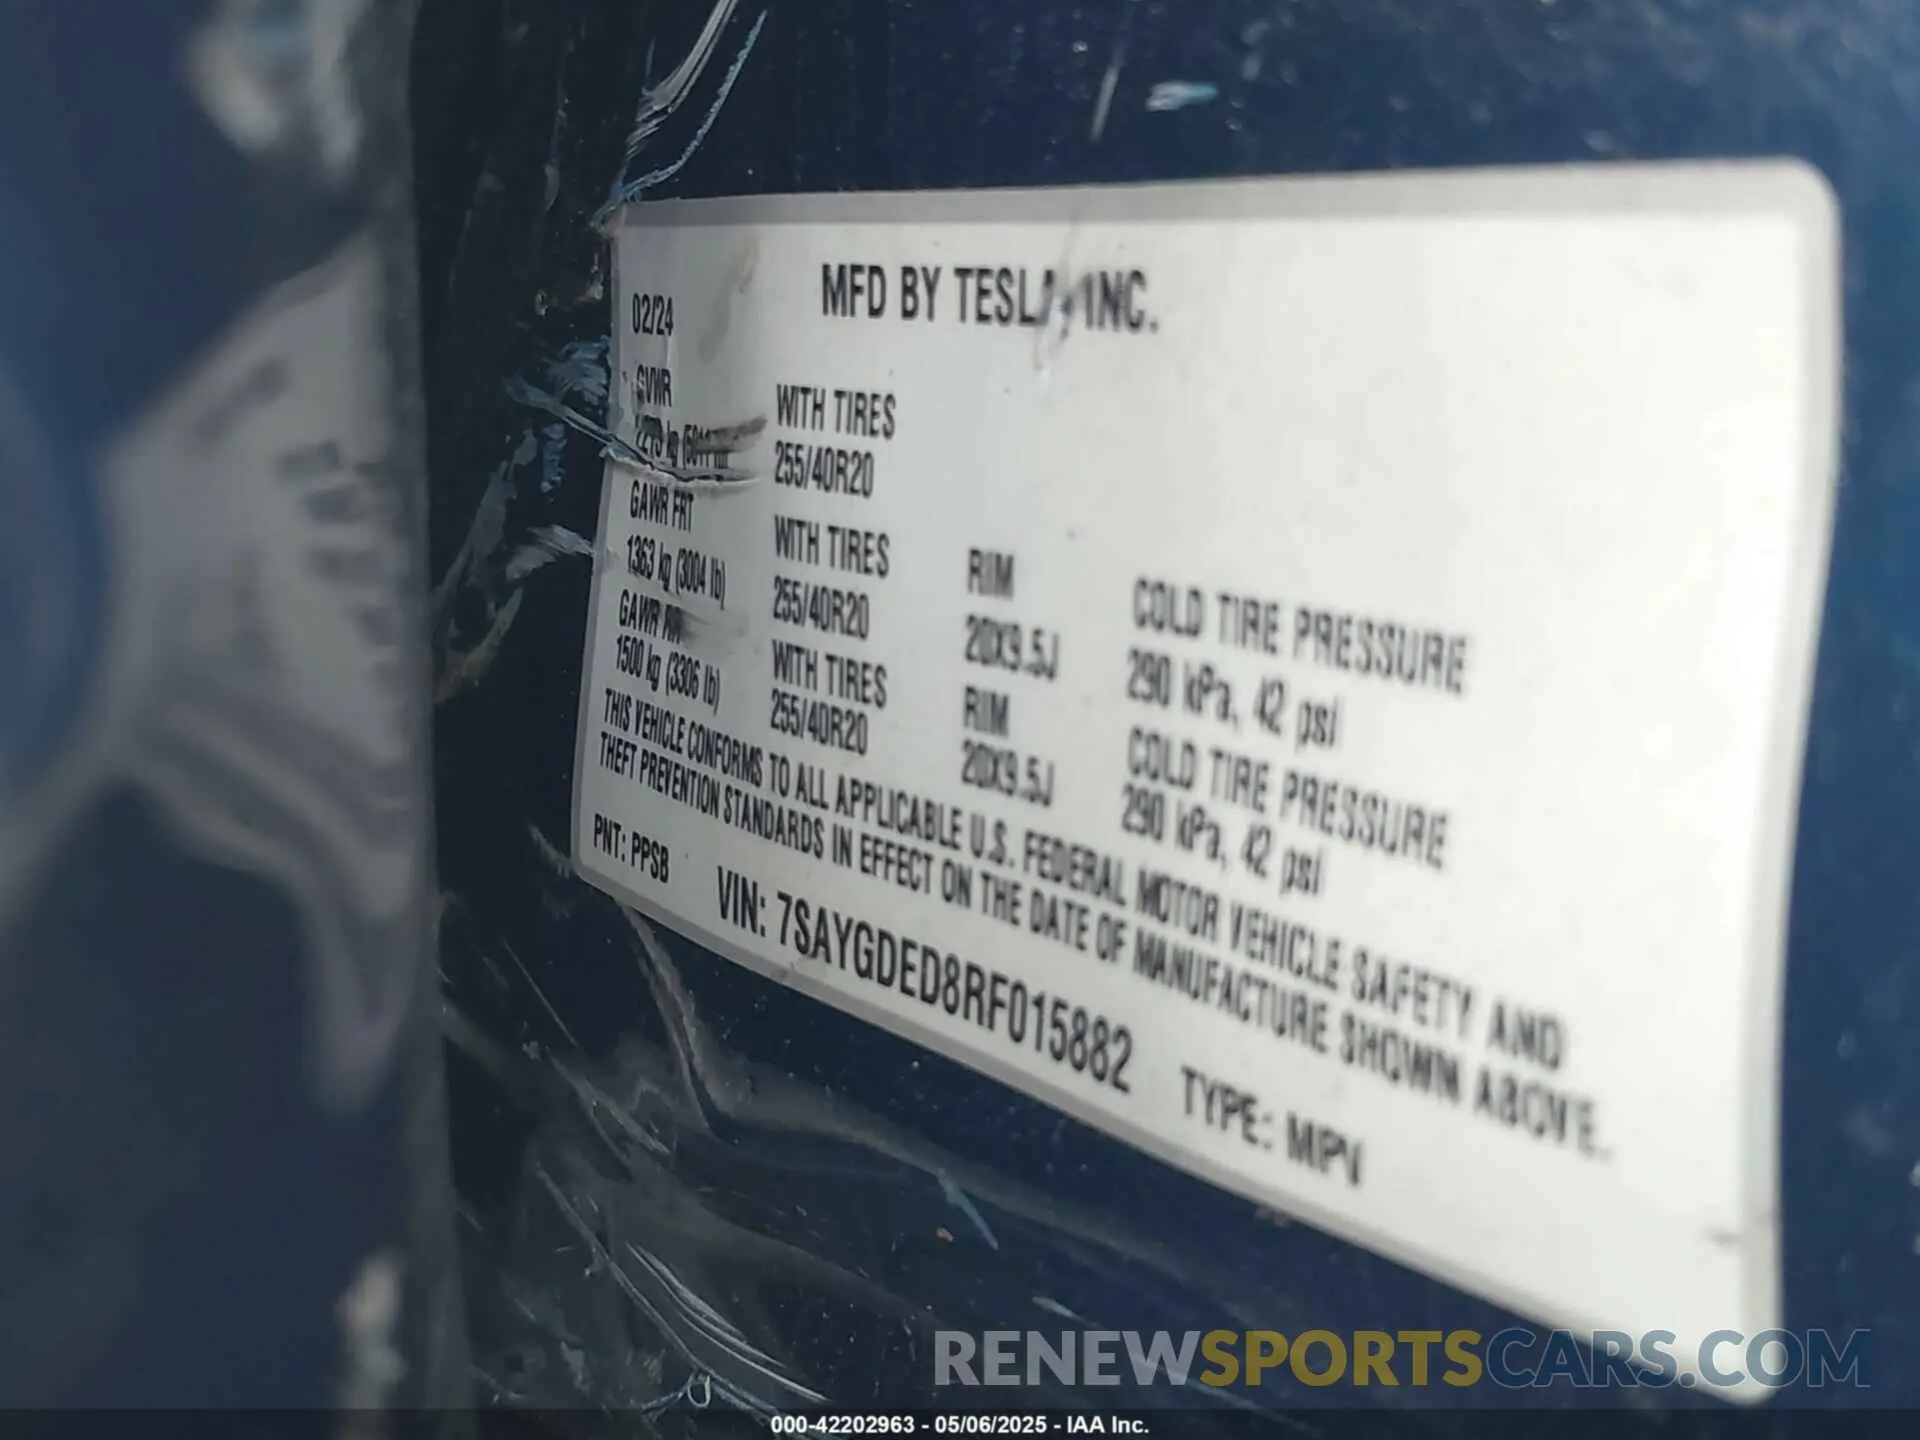 MFD BY TESLA, INC.
02/24
GVWR
WITH TIRES
kg
255/40R20
GAWR FRT
WITH TIRES
RIM
COLD TIRE PRESSURE
1363 kg (3004 lb)
255/40R20
20X9.5J
290 kPa, 42 psi
GAWR
WITH TIRES
RIM
COLD TIRE PRESSURE
1500 kg (3306 lb)
255/40R20
20X9.5J
290 kPa, 42 psi
THIS VEHICLE CONFORMS TO ALL APPLICABLE U.S. FEDERAL MOTOR VEHICLE SAFETY AND
THEFT PREVENTION STANDARDS IN EFFECT ON THE DATE OF MANUFACTURE SHOWN ABOVE.
PNT: PPSB
VIN: 7SAYGDED8RF015882
TYPE: MPV
RENEWSPORTSCARS.COM
000-42202963 - 05/06/2025 - IAA Inc.